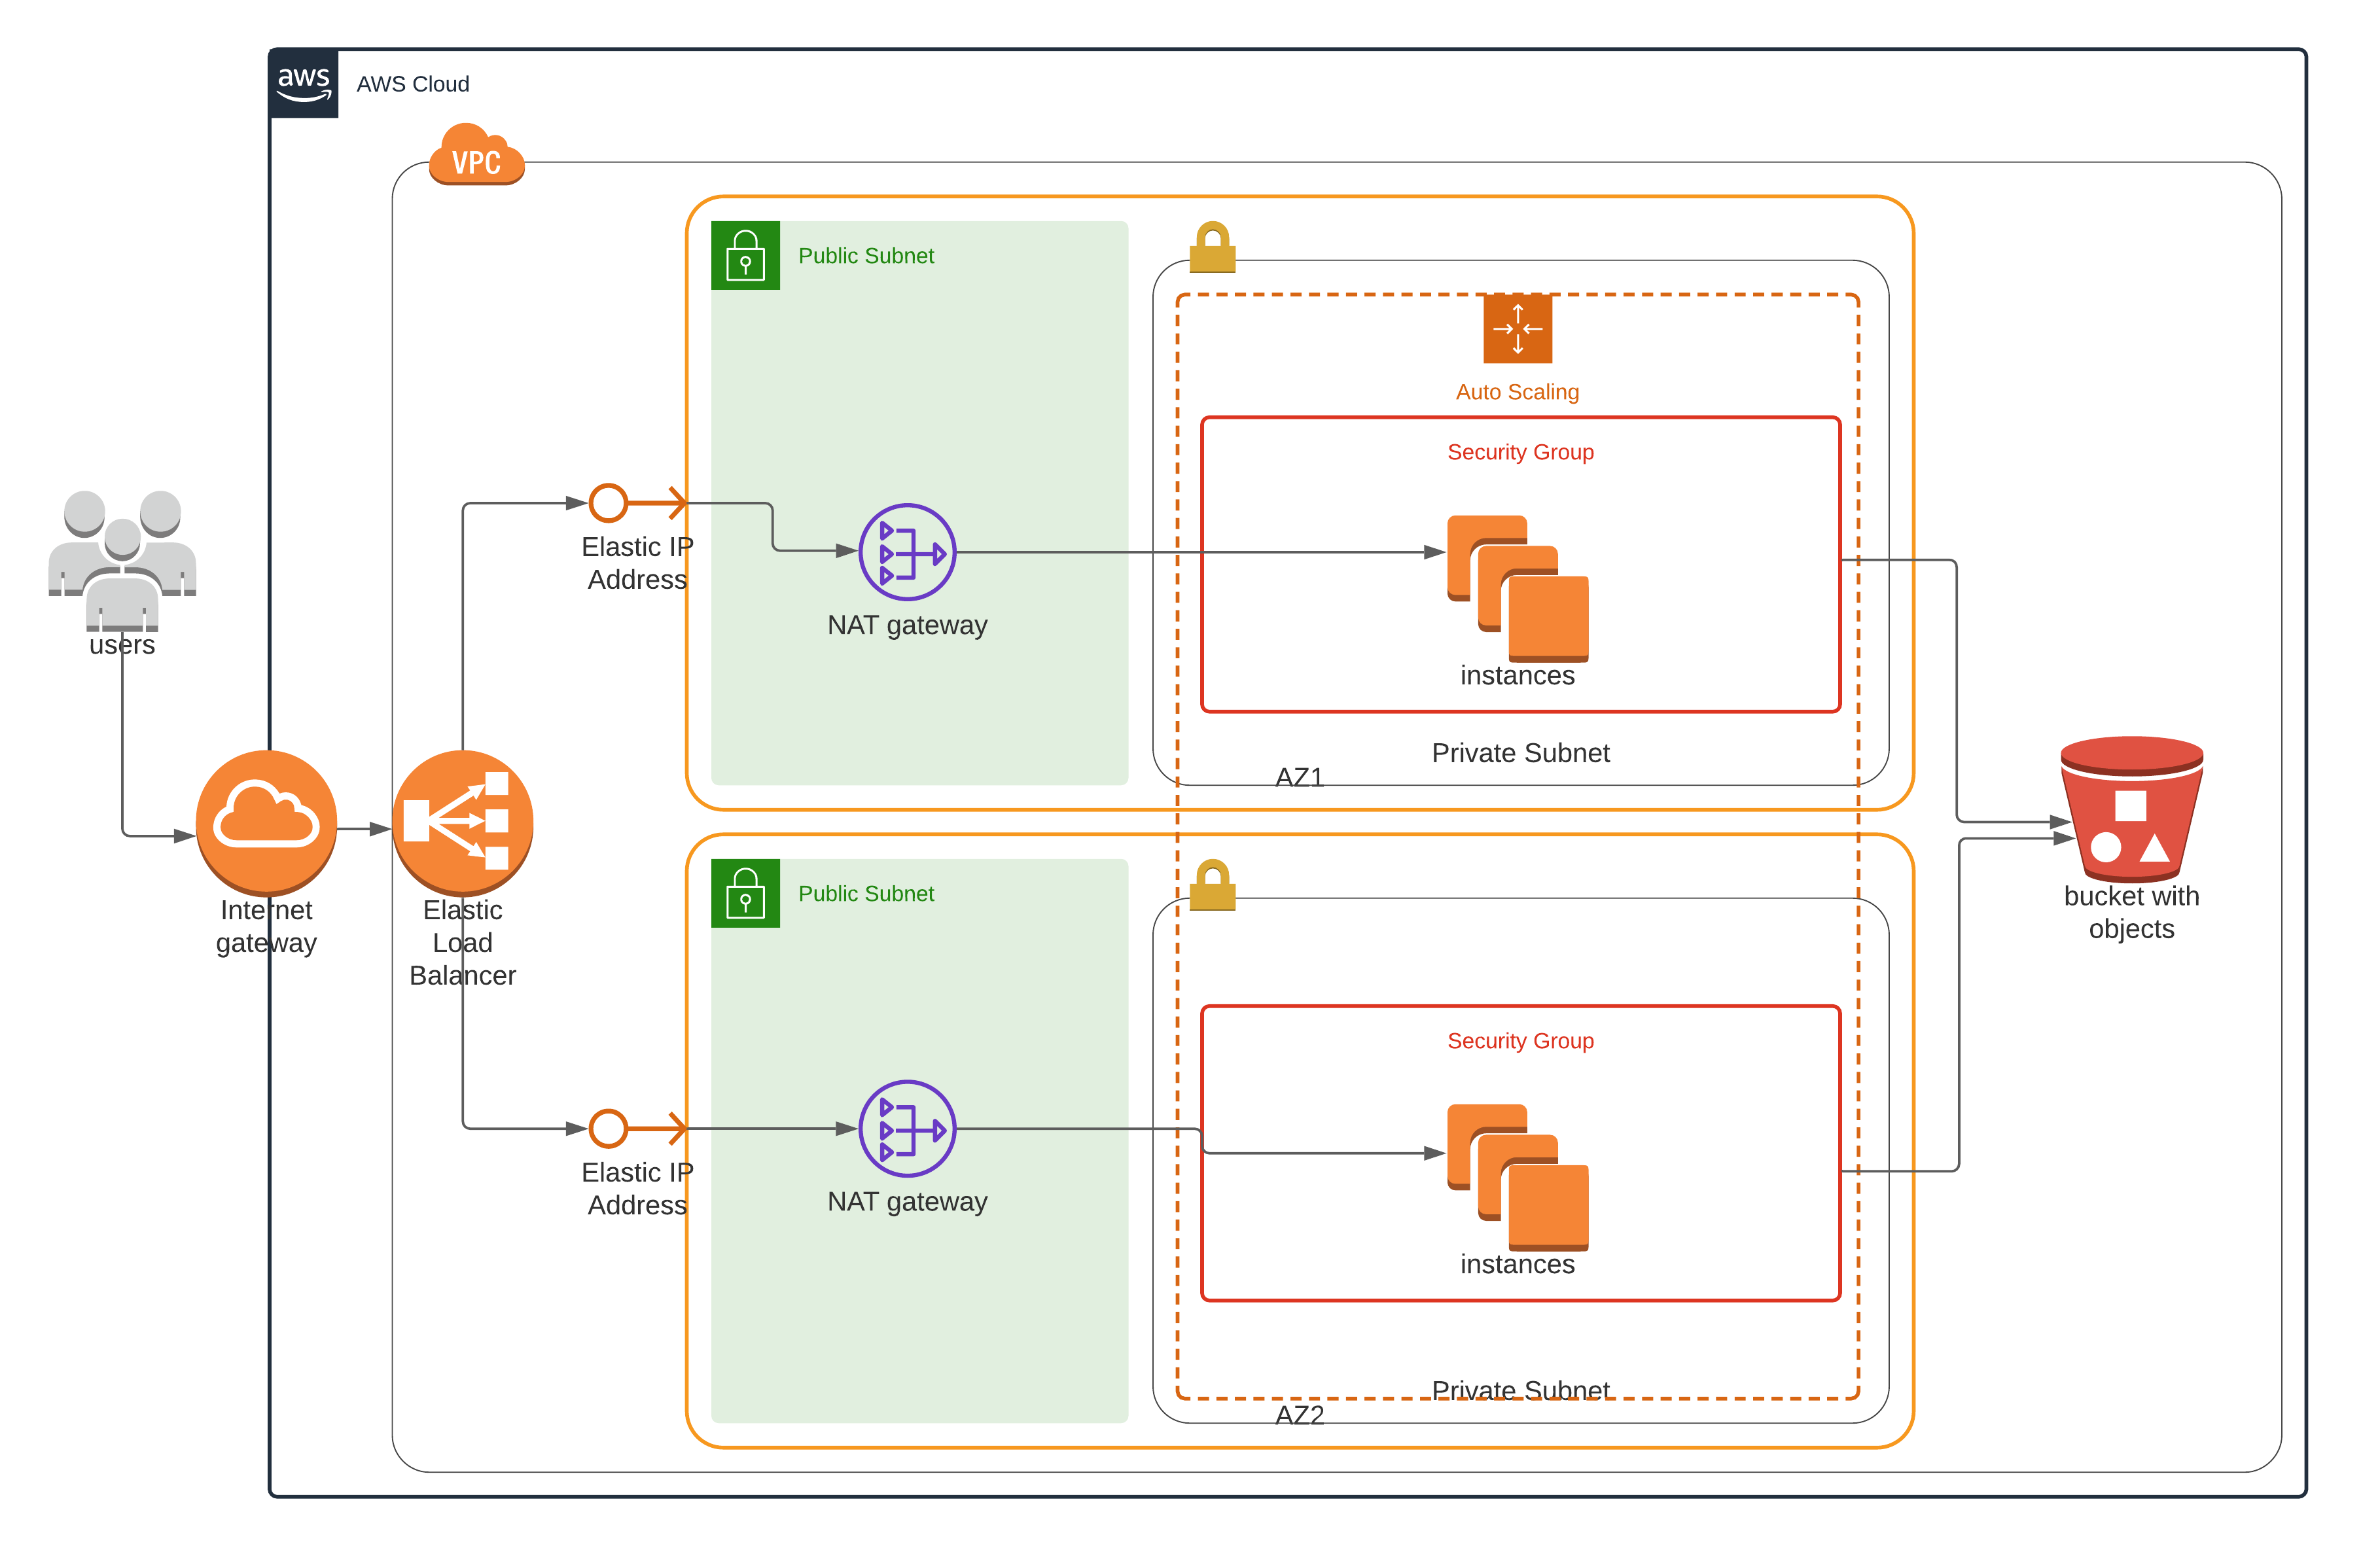 aws
AWS Cloud
VPC
Public Subnet
Auto Scaling
Security Group
Elastic IP
Address
NAT gateway
users
instances
Private Subnet
AZ1
Internet
gateway
Elastic
Load
Balancer
Public Subnet
bucket with
objects
Security Group
Elastic IP
Address
NAT gateway
instances
Private Subnet
AZ2